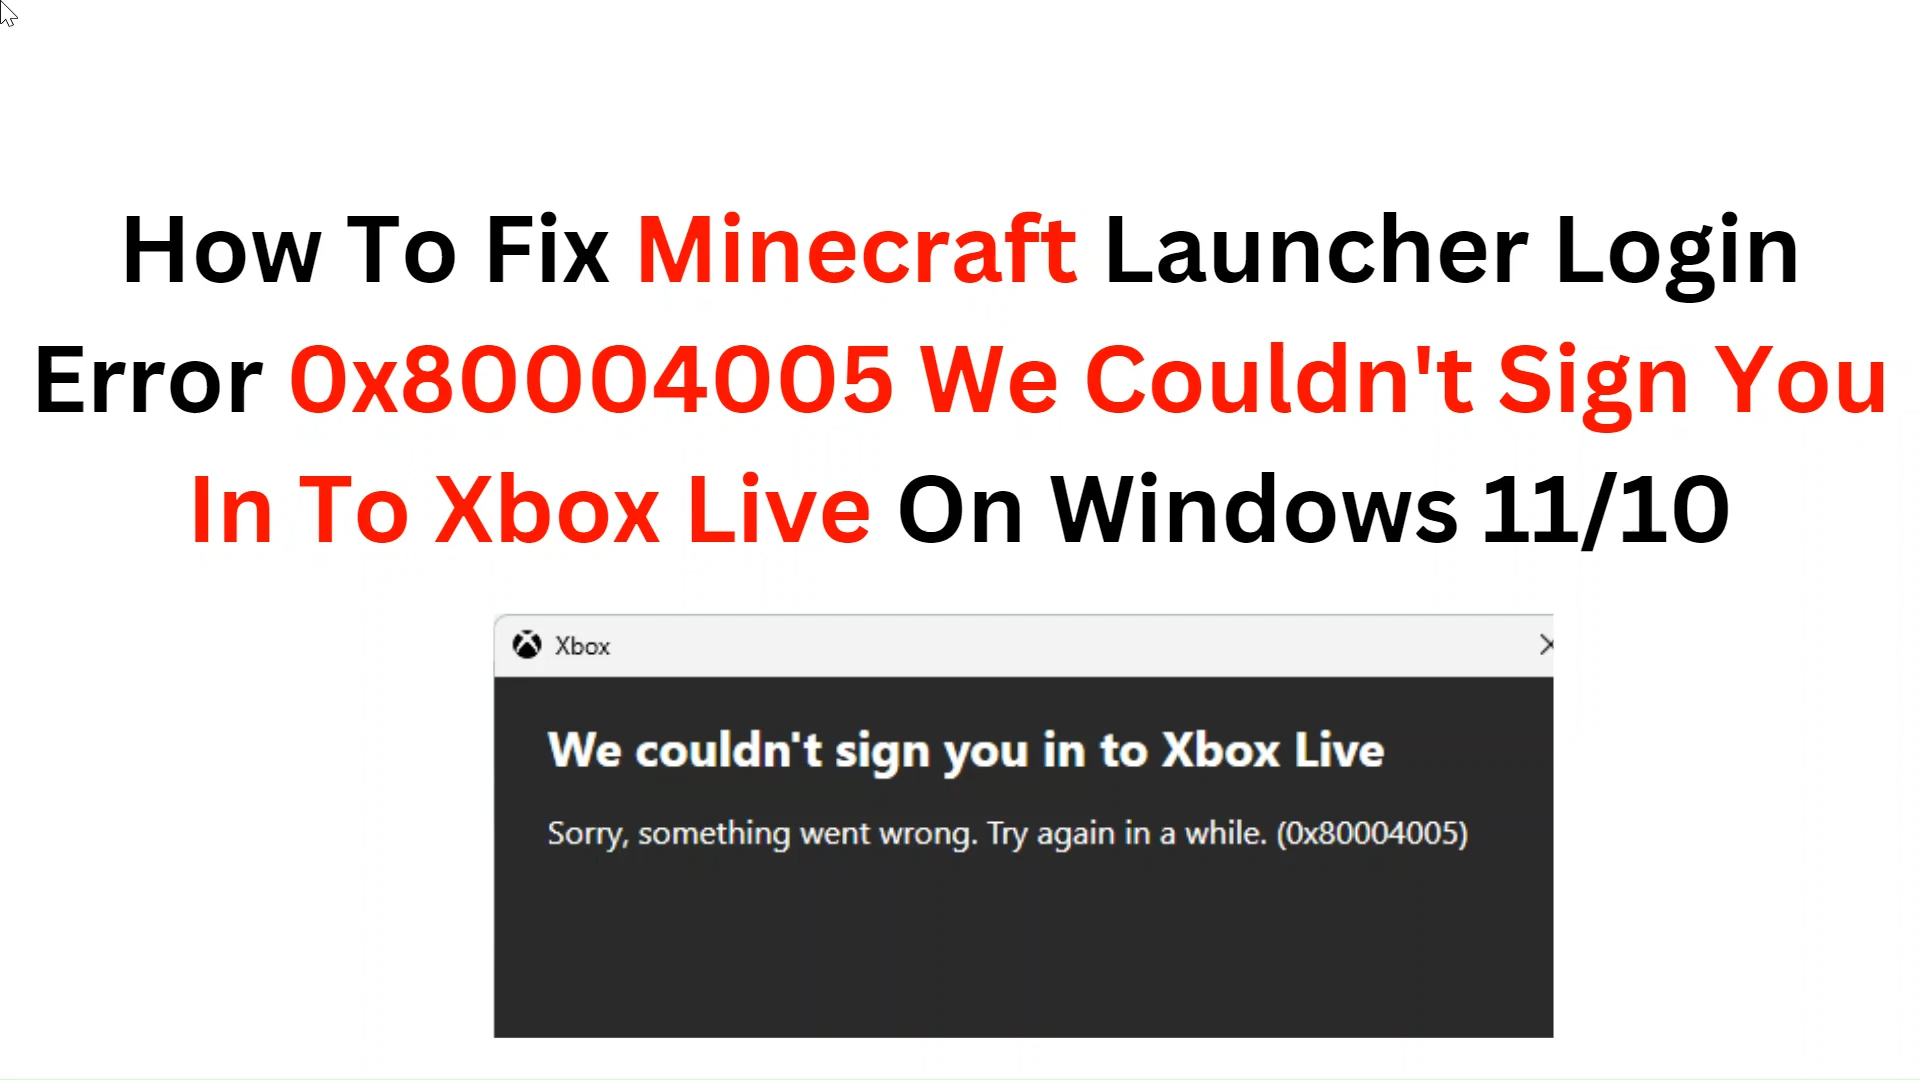 How To Fix Minecraft Launcher Login
Error 0x80004005 We Couldn't Sign You
In To Xbox Live On Windows 11/10
Xbox
We couldn't sign you in to Xbox Live
Sorry, something went wrong. Try again in a while. (0x80004005)